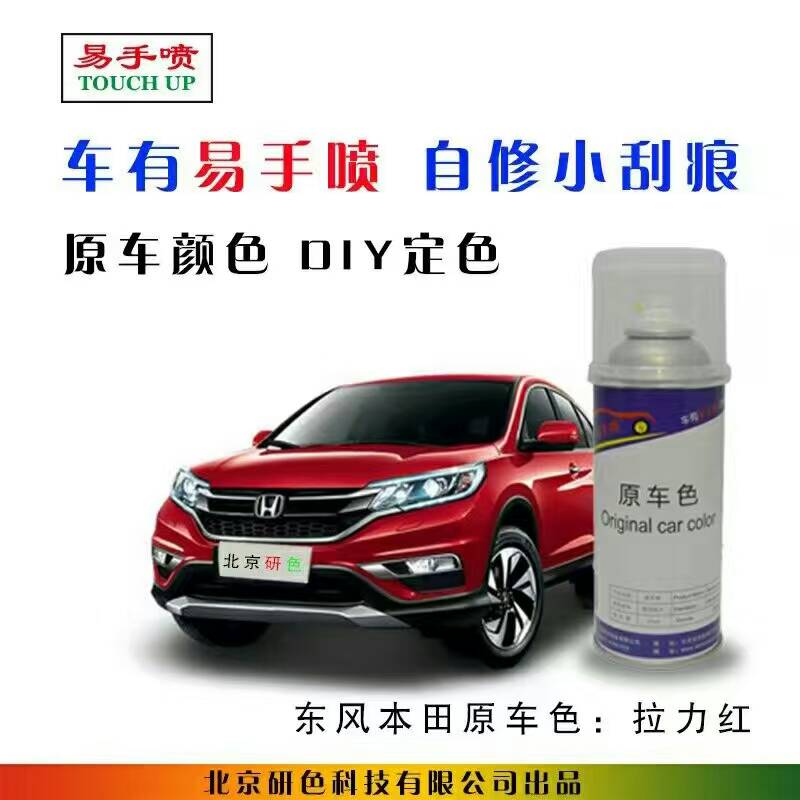 易手喷
TOUCH UP
车有易手喷 自修小刮痕
原车颜色 DIY定色
车有
原车色
Original car color
北京研色
东风本田原车色：拉力红
北京研色科技有限公司出品